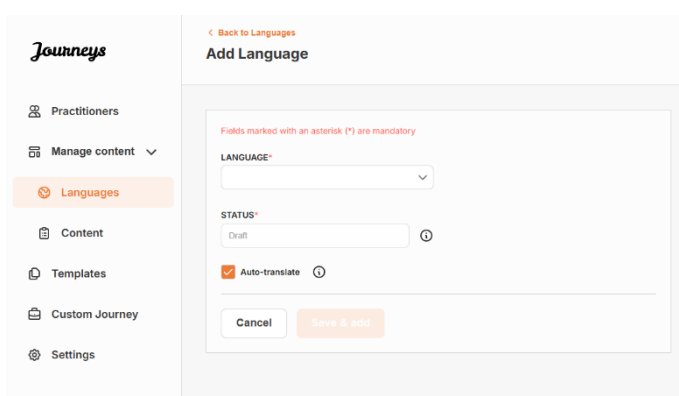 Journeys
Practitioners
Manage content
Languages
Content
Templates
Custom Journey
Settings
Back to Languages
Add Language
Fields marked with an asterisk (*) are mandatory
LANGUAGE*
STATUS*
Draft
Auto-translate
Cancel
Save & add